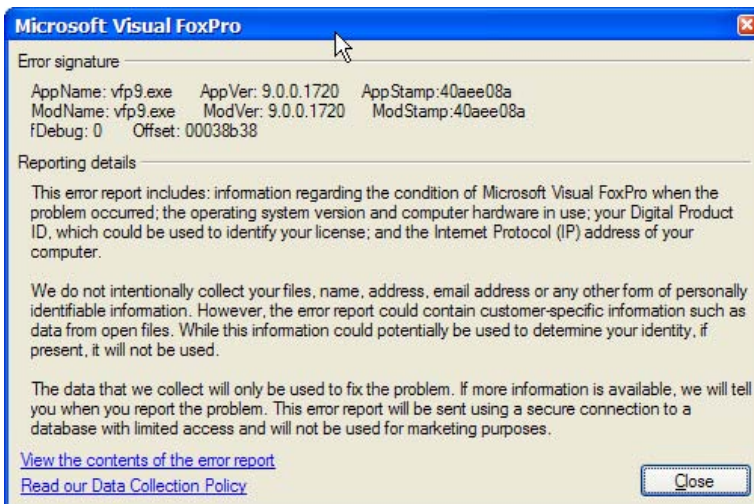 Microsoft Visual FoxPro
Error signature
AppName: vfp9.exe AppVer: 9.0.0.1720 AppStamp:40aee08a
ModName: vfp9.exe ModVer: 9.0.0.1720 ModStamp:40aee08a
fDebug: 0 Offset: 00038b38
Reporting details
This error report includes: information regarding the condition of Microsoft Visual FoxPro when the
problem occurred; the operating system version and computer hardware in use; your Digital Product
ID, which could be used to identify your license; and the Internet Protocol (IP) address of your
computer.
We do not intentionally collect your files, name, address, email address or any other form of personally
identifiable information. However, the error report could contain customer-specific information such as
data from open files. While this information could potentially be used to determine your identity, if
present, it will not be used.
The data that we collect will only be used to fix the problem. If more information is available, we will tell
you when you report the problem. This error report will be sent using a secure connection to a
database with limited access and will not be used for marketing purposes.
View the contents of the error report
Read our Data Collection Policy
Close